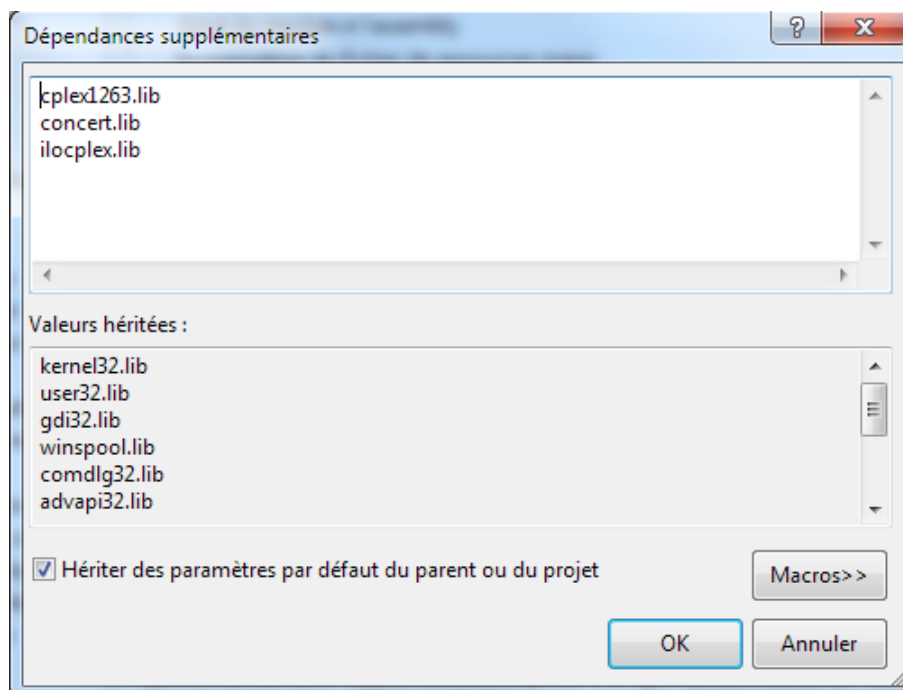 Dépendances supplémentaires
cplex1263.lib
concert.lib
ilocplex.lib
Valeurs héritées :
kernel32.lib
user32.lib
gdi32.lib
winspool.lib
comdlg32.lib
advapi32.lib
Hériter des paramètres par défaut du parent ou du projet
Macros>>
OK
Annuler